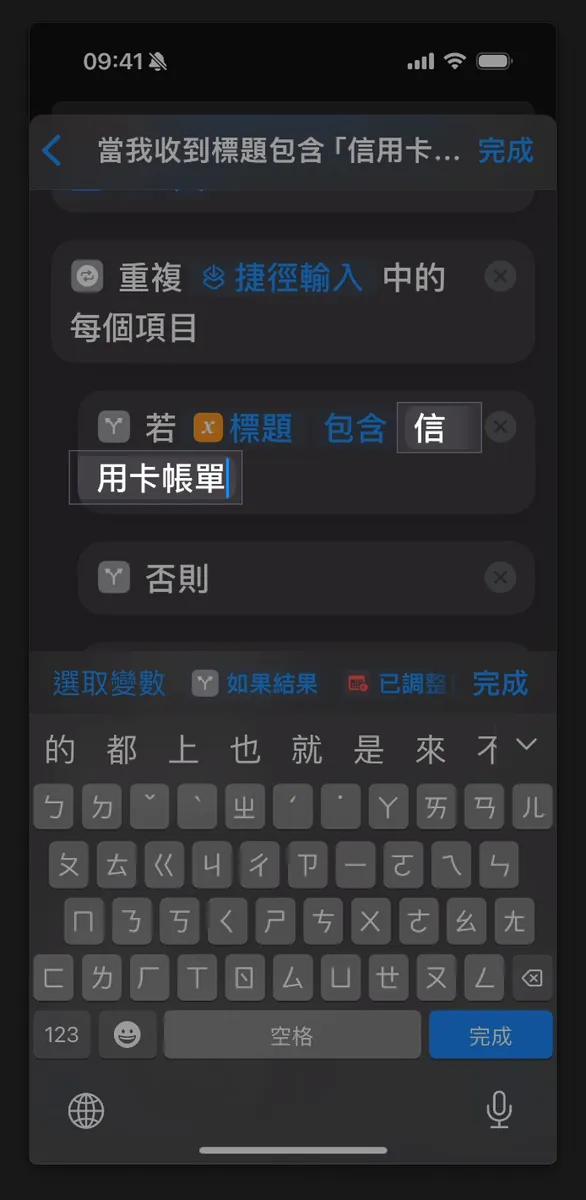 09:41
當我收到標題包含「信用卡...
完成
重複 捷徑輸入 中的
每個項目
若 x 標題 包含 信
用卡帳單
否則
選取變數 如果結果 已調整 完成
的 都 上 也 就 是 來
ㄅ ㄉ ˇ ˋ ㄓ ˊ ˙ ㄚ ㄞ ㄢ ㄦ
ㄆ ㄊ ㄍ ㄐ ㄔ ㄗ ㄧ ㄛ ㄟ ㄣ
ㄇ ㄋ ㄎ ㄑ ㄕ ㄘ ㄨ ㄜ ㄠ ㄤ
ㄈ ㄌ ㄏ ㄒ ㄖ ㄙ ㄩ ㄝ ㄡ ㄥ
123 空格 完成